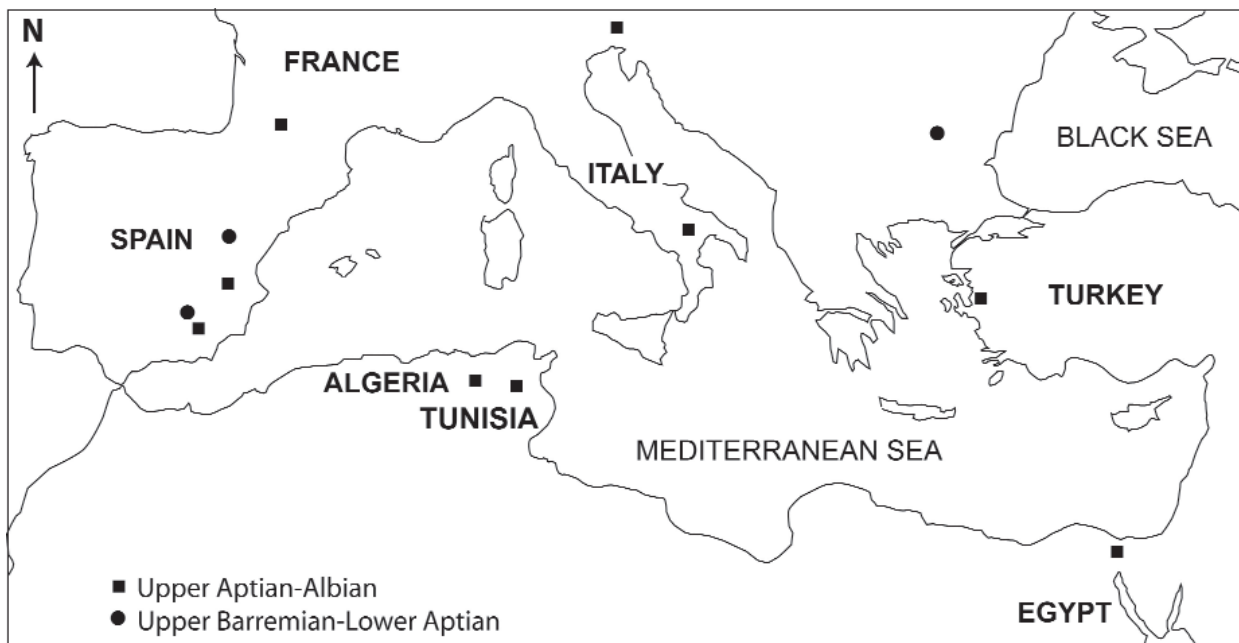 N
FRANCE
BLACK SEA
ITALY
SPAIN
TURKEY
ALGERIA
TUNISIA
MEDITERRANEAN SEA
Upper Aptian-Albian
Upper Barremian-Lower Aptian
EGYPT